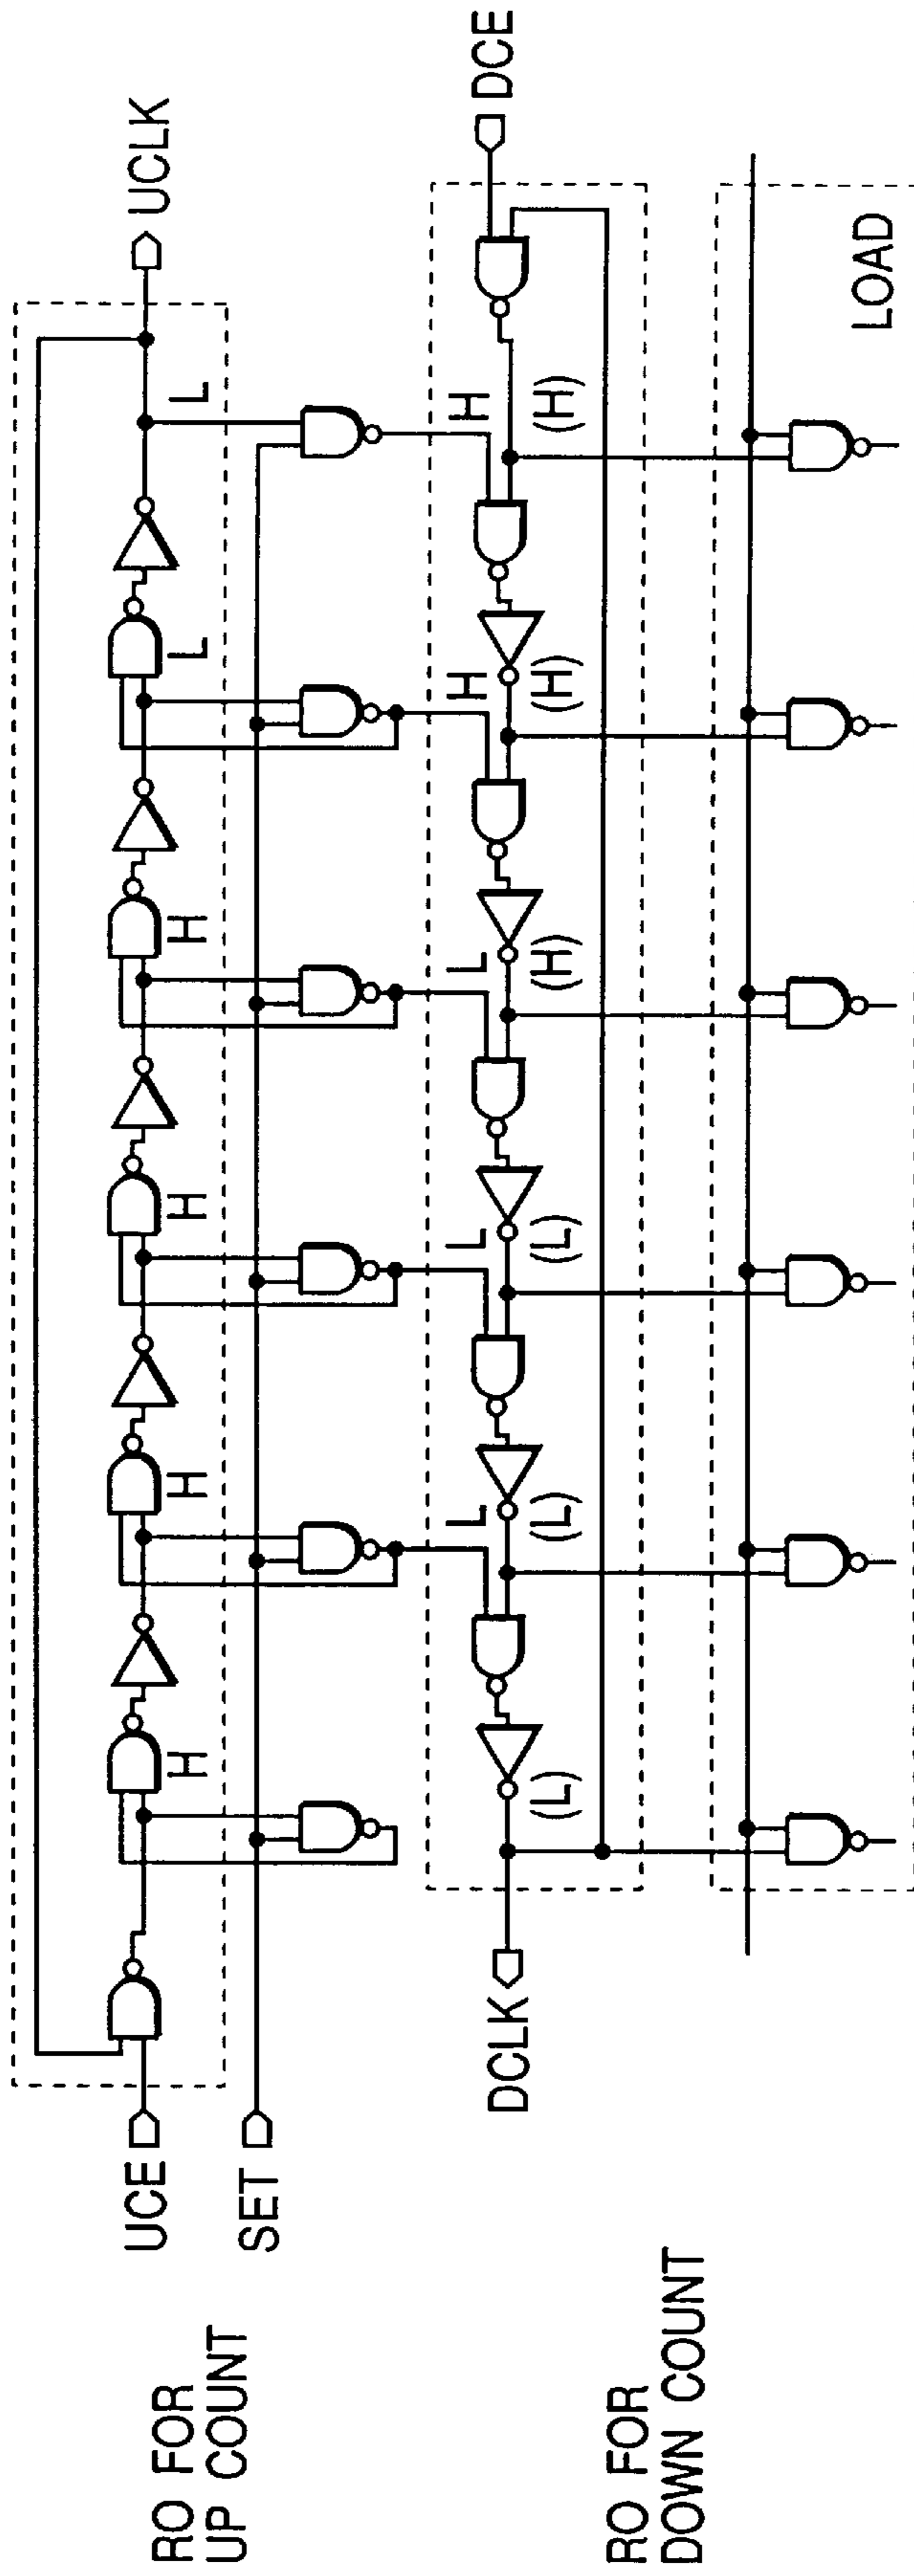 RO FOR
UP COUNT
UCE
UCLK
H H H H L L
SET
RO FOR
DOWN COUNT
DCE
L L L H H
(L) (L) (L) (H) (H) (H)
DCLK
LOAD